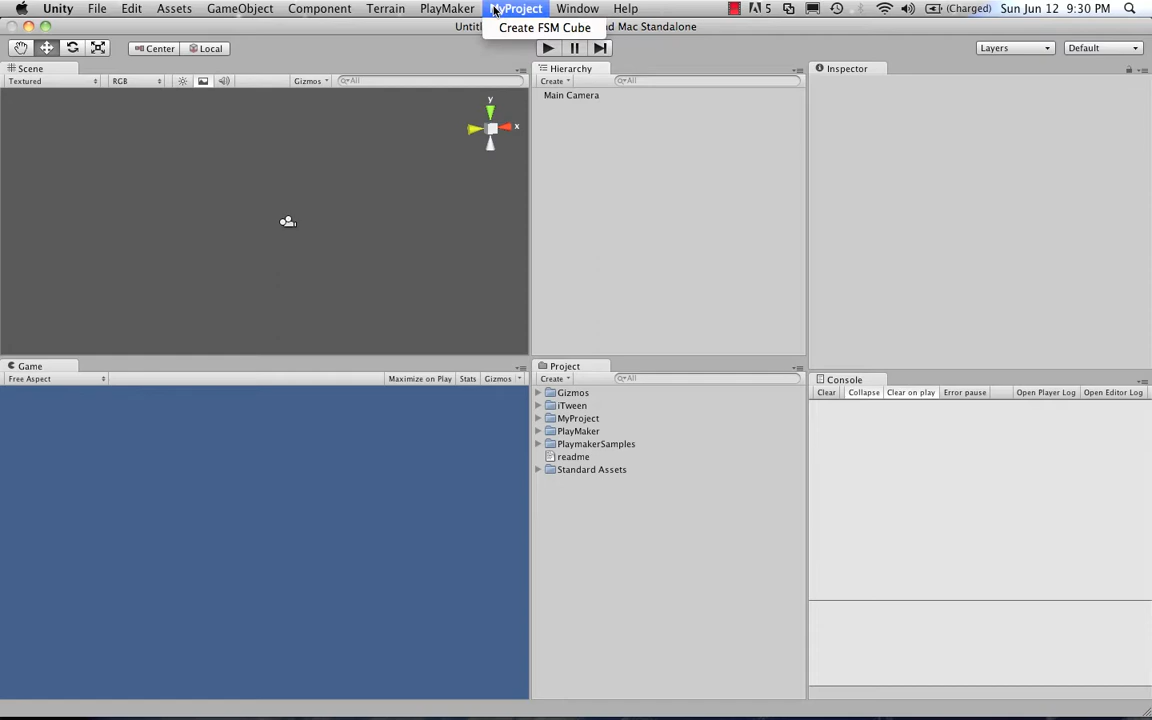 Unity File Edit Assets GameObject Component Terrain PlayMaker MyProject Window Help 5 (Charged) Sun Jun 12 9:30 PM
Create FSM Cube
Untit nd Mac Standalone
Center Local Layers Default
Scene Hierarchy Inspector
Textured RGB Gizmos All Create All
y
x
Main Camera
Game Project Console
Free Aspect Maximize on Play Stats Gizmos Create All
Clear Collapse Clear on play Error pause Open Player Log Open Editor Log
Gizmos
iTween
MyProject
PlayMaker
PlaymakerSamples
readme
Standard Assets